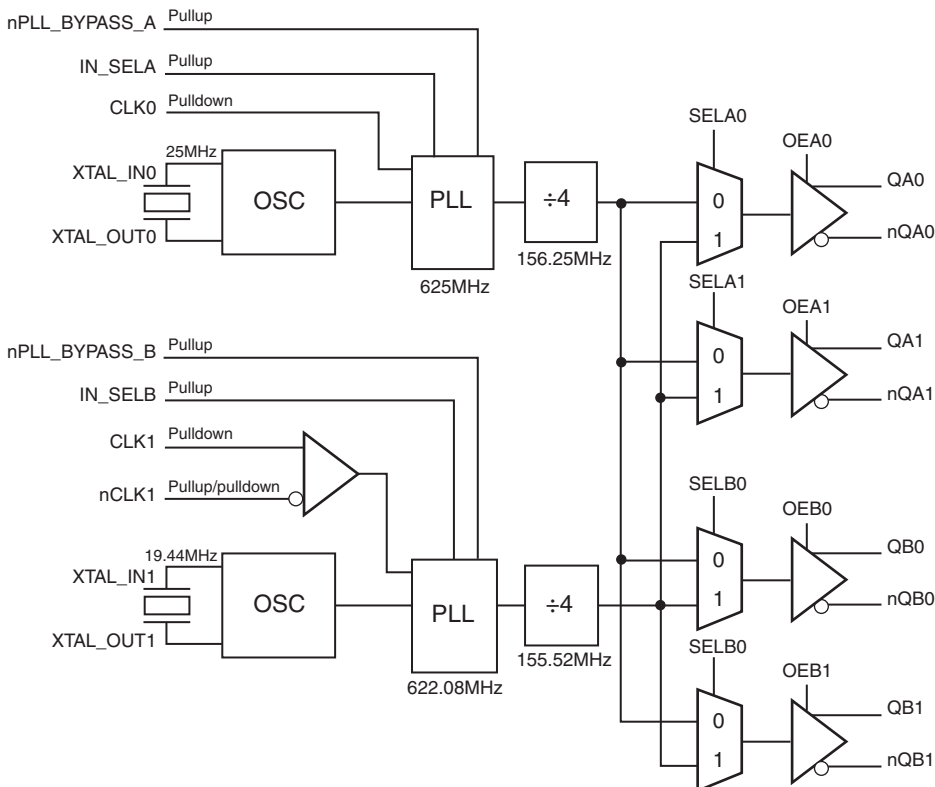 nPLL_BYPASS_A Pullup
IN_SELA Pullup
CLK0 Pulldown
XTAL_IN0
25MHz
XTAL_OUT0
OSC
PLL
625MHz
÷4
156.25MHz
SELA0
0
1
OEA0
QA0
nQA0
SELA1
0
1
OEA1
QA1
nQA1
nPLL_BYPASS_B Pullup
IN_SELB Pullup
CLK1 Pulldown
nCLK1 Pullup/pulldown
XTAL_IN1
19.44MHz
XTAL_OUT1
OSC
PLL
622.08MHz
÷4
155.52MHz
SELB0
0
1
OEB0
QB0
nQB0
SELB0
0
1
OEB1
QB1
nQB1